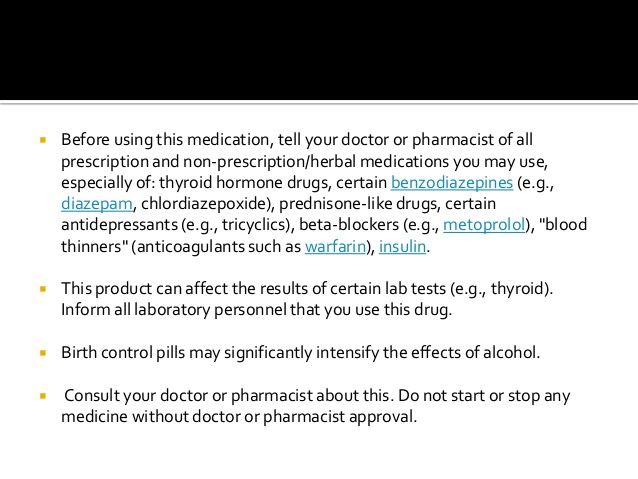 Before using this medication, tell your doctor or pharmacist of all
prescription and non-prescription/herbal medications you may use,
especially of: thyroid hormone drugs, certain benzodiazepines (e.g.,
diazepam, chlordiazepoxide), prednisone-like drugs, certain
antidepressants (e.g., tricyclics), beta-blockers (e.g., metoprolol), "blood
thinners" (anticoagulants such as warfarin), insulin.
This product can affect the results of certain lab tests (e.g., thyroid).
Inform all laboratory personnel that you use this drug.
Birth control pills may significantly intensify the effects of alcohol.
Consult your doctor or pharmacist about this. Do not start or stop any
medicine without doctor or pharmacist approval.